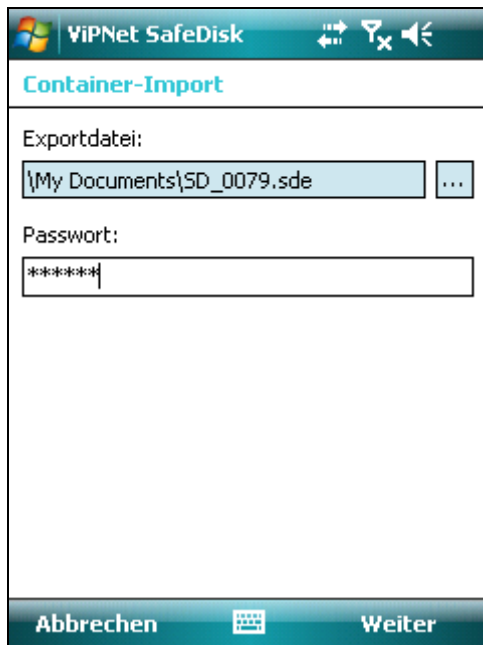 ViPNet SafeDisk
Container-Import
Exportdatei:
\My Documents\SD_0079.sde ...
Passwort:
******
Abbrechen Weiter